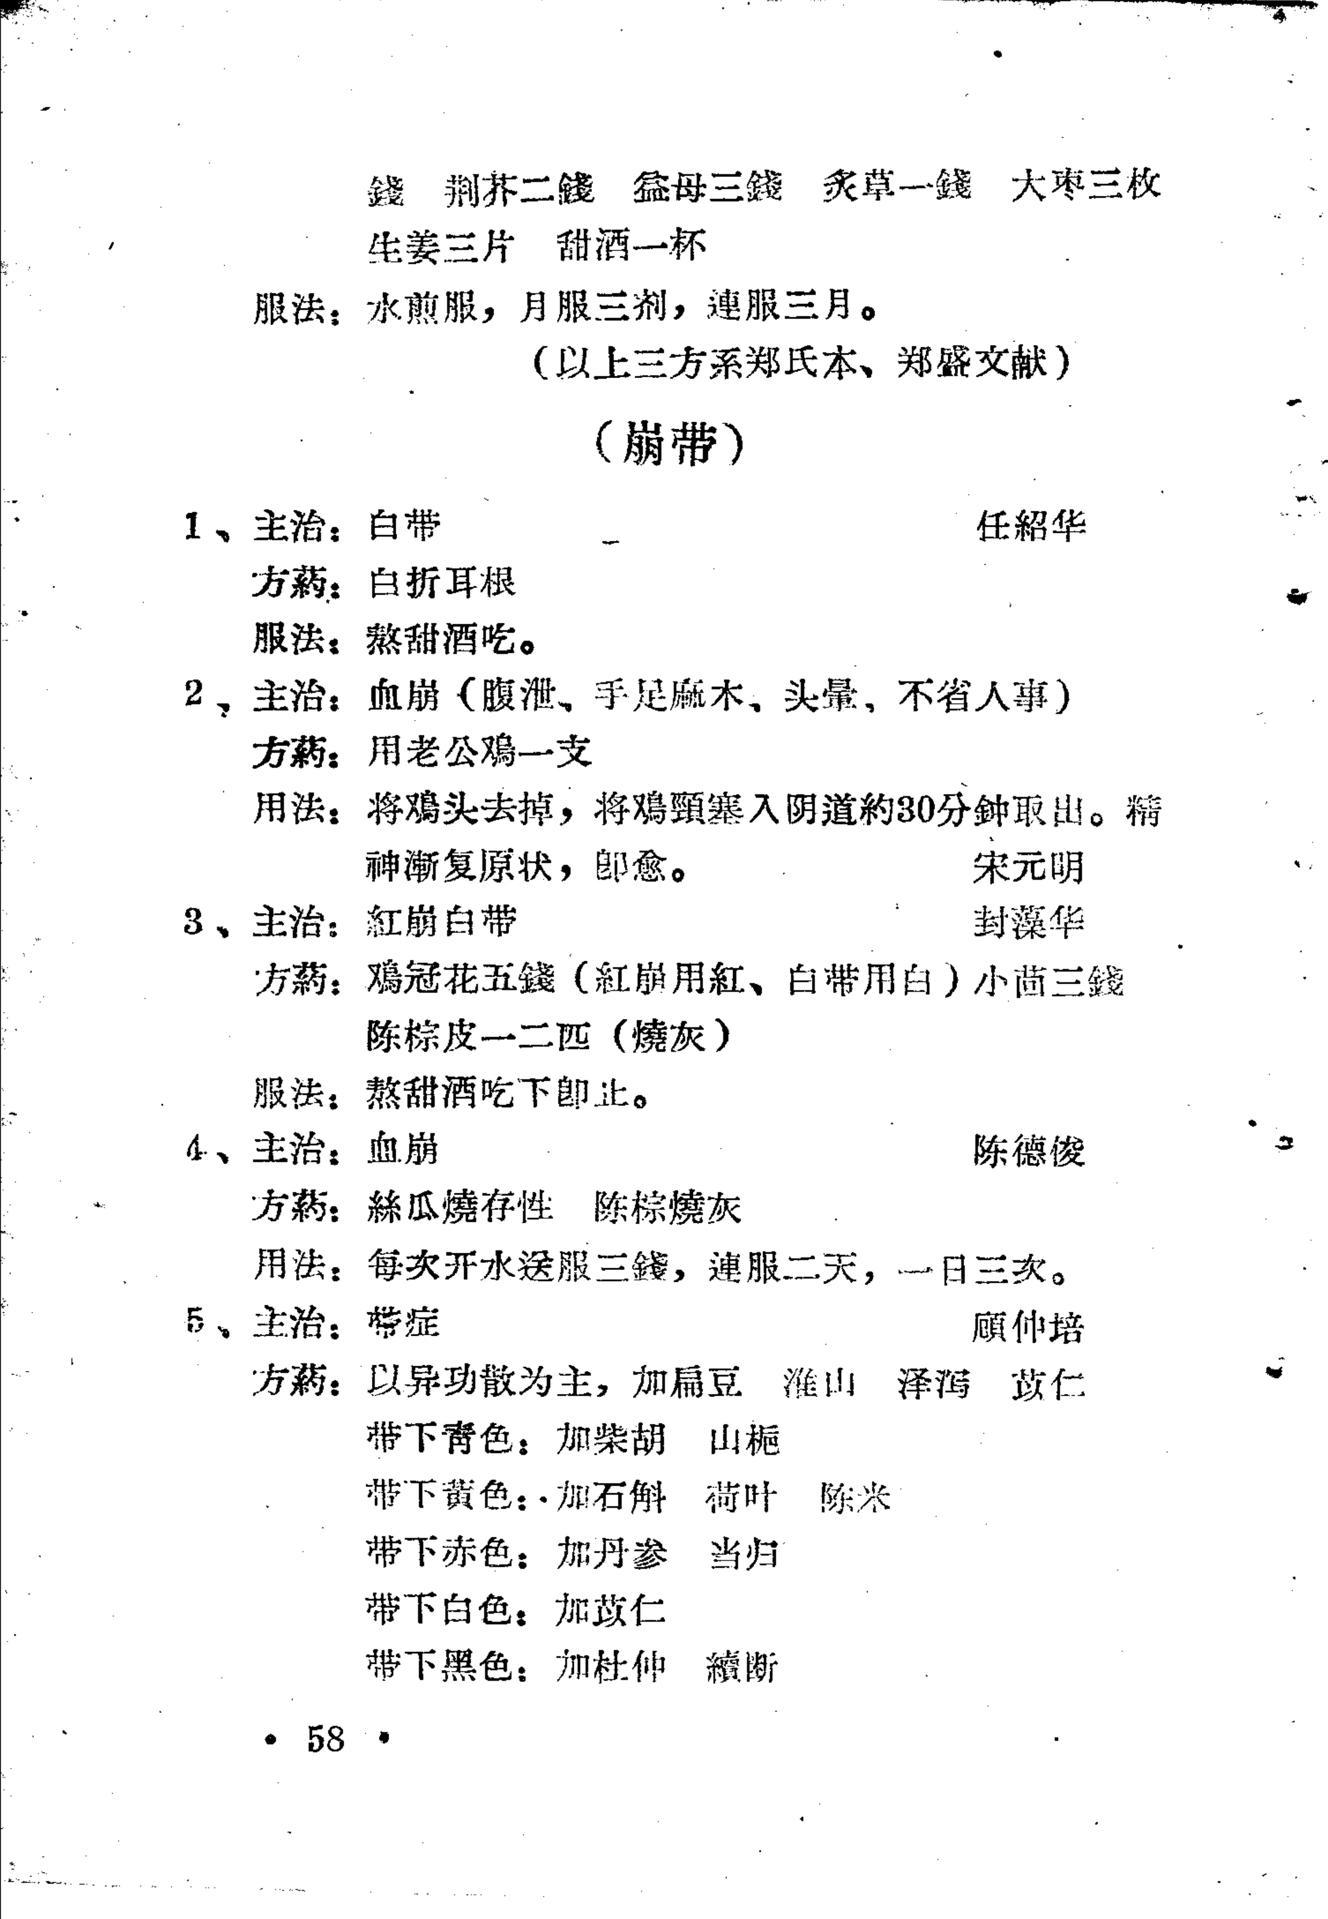 錢　荆芥二錢　益母三錢　炙草一錢　大枣三枚
生姜三片　甜酒一杯
服法：水煎服，月服三剂，連服三月。
（以上三方系郑氏本、郑盛文献）
（崩带）
1、主治：白带　任紹华
方葯：白折耳根
服法：熬甜酒吃。
2、主治：血崩（腹泄、手足麻木、头暈、不省人事）
方葯：用老公鳮一支
用法：将鳮头去掉，将鳮頸塞入阴道約30分鈡取出。精
神漸复原状，卽愈。　宋元明
3、主治：紅崩白带　封藻华
方葯：鳮冠花五錢（紅崩用紅、白带用白）小茴三錢
陈棕皮一二匹（燒灰）
服法：熬甜酒吃下卽止。
4、主治：血崩　陈德俊
方葯：絲瓜燒存性　陈棕燒灰
用法：每次开水送服三錢，連服二天，一日三次。
5、主治：带症　顾仲培
方葯：以异功散为主，加扁豆　淮山　泽泻　苡仁
带下青色：加柴胡　山栀
带下黄色：加石斛　荷叶　陈米
带下赤色：加丹参　当归
带下白色：加苡仁
带下黑色：加杜仲　續断
• 58 •